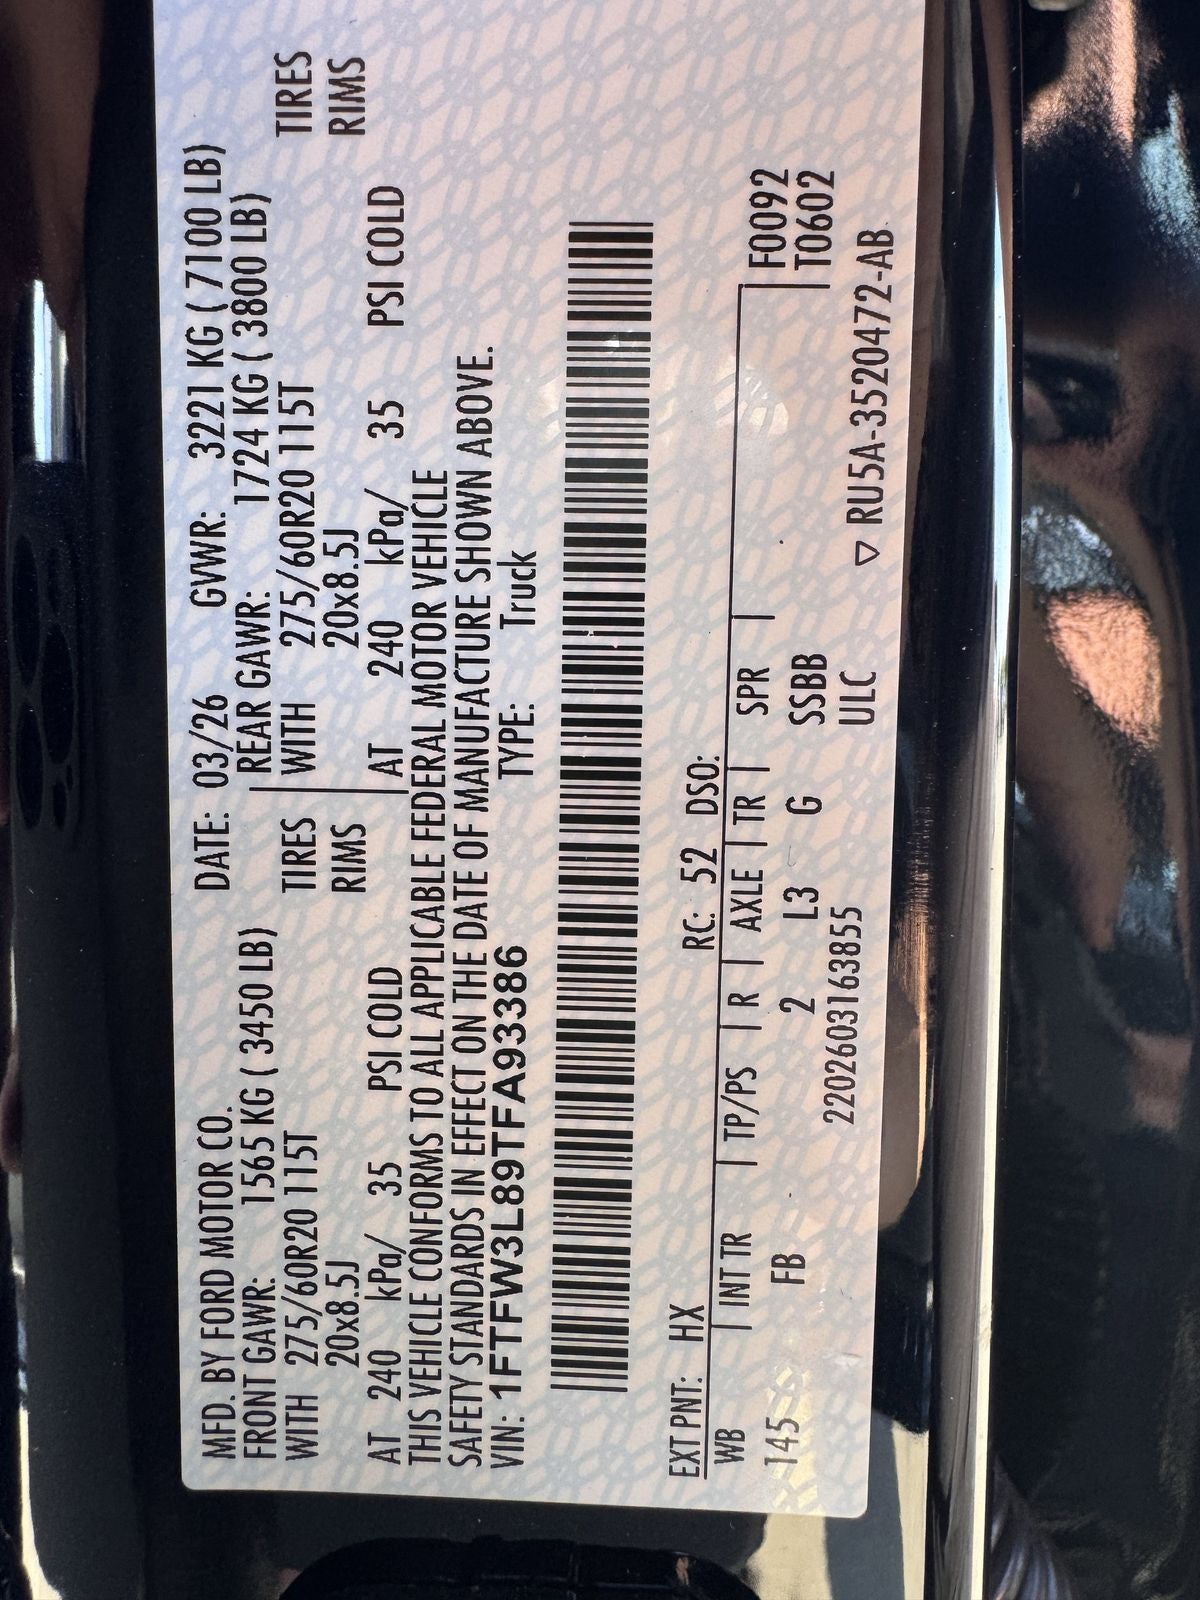 MFD. BY FORD MOTOR CO. DATE: 03/26 GVWR: 3221 KG ( 7100 LB)
FRONT GAWR: 1565 KG ( 3450 LB) REAR GAWR: 1724 KG ( 3800 LB)
WITH 275/60R20 115T TIRES WITH 275/60R20 115T TIRES
20x8.5J RIMS 20x8.5J RIMS
AT 240 kPa/ 35 PSI COLD AT 240 kPa/ 35 PSI COLD
THIS VEHICLE CONFORMS TO ALL APPLICABLE FEDERAL MOTOR VEHICLE
SAFETY STANDARDS IN EFFECT ON THE DATE OF MANUFACTURE SHOWN ABOVE.
VIN: 1FTFW3L89TFA93386 TYPE: Truck
EXT PNT: HX RC: 52 DSO:
WB | INT TR | TP/PS | R | AXLE | TR | SPR | F0092
145 FB 2 L3 G SSBB T0602
2202603163855 ULC
▽ RU5A-3520472-AB